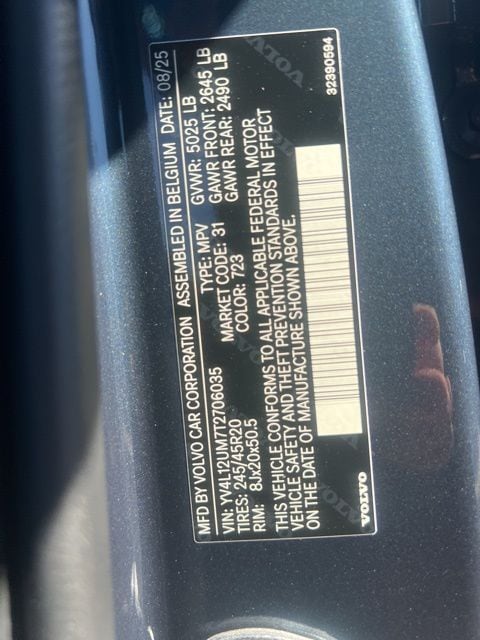 MFD BY VOLVO CAR CORPORATION ASSEMBLED IN BELGIUM DATE: 08/25
VIN: YV4L12UM7T2706035 TYPE: MPV GVWR: 5025 LB
TIRES: 245/45R20 MARKET CODE: 31 GAWR FRONT: 2645 LB
RIM: 8Jx20x50.5 COLOR: 723 GAWR REAR: 2490 LB
THIS VEHICLE CONFORMS TO ALL APPLICABLE FEDERAL MOTOR
VEHICLE SAFETY AND THEFT PREVENTION STANDARDS IN EFFECT
ON THE DATE OF MANUFACTURE SHOWN ABOVE.
VOLVO 32390594